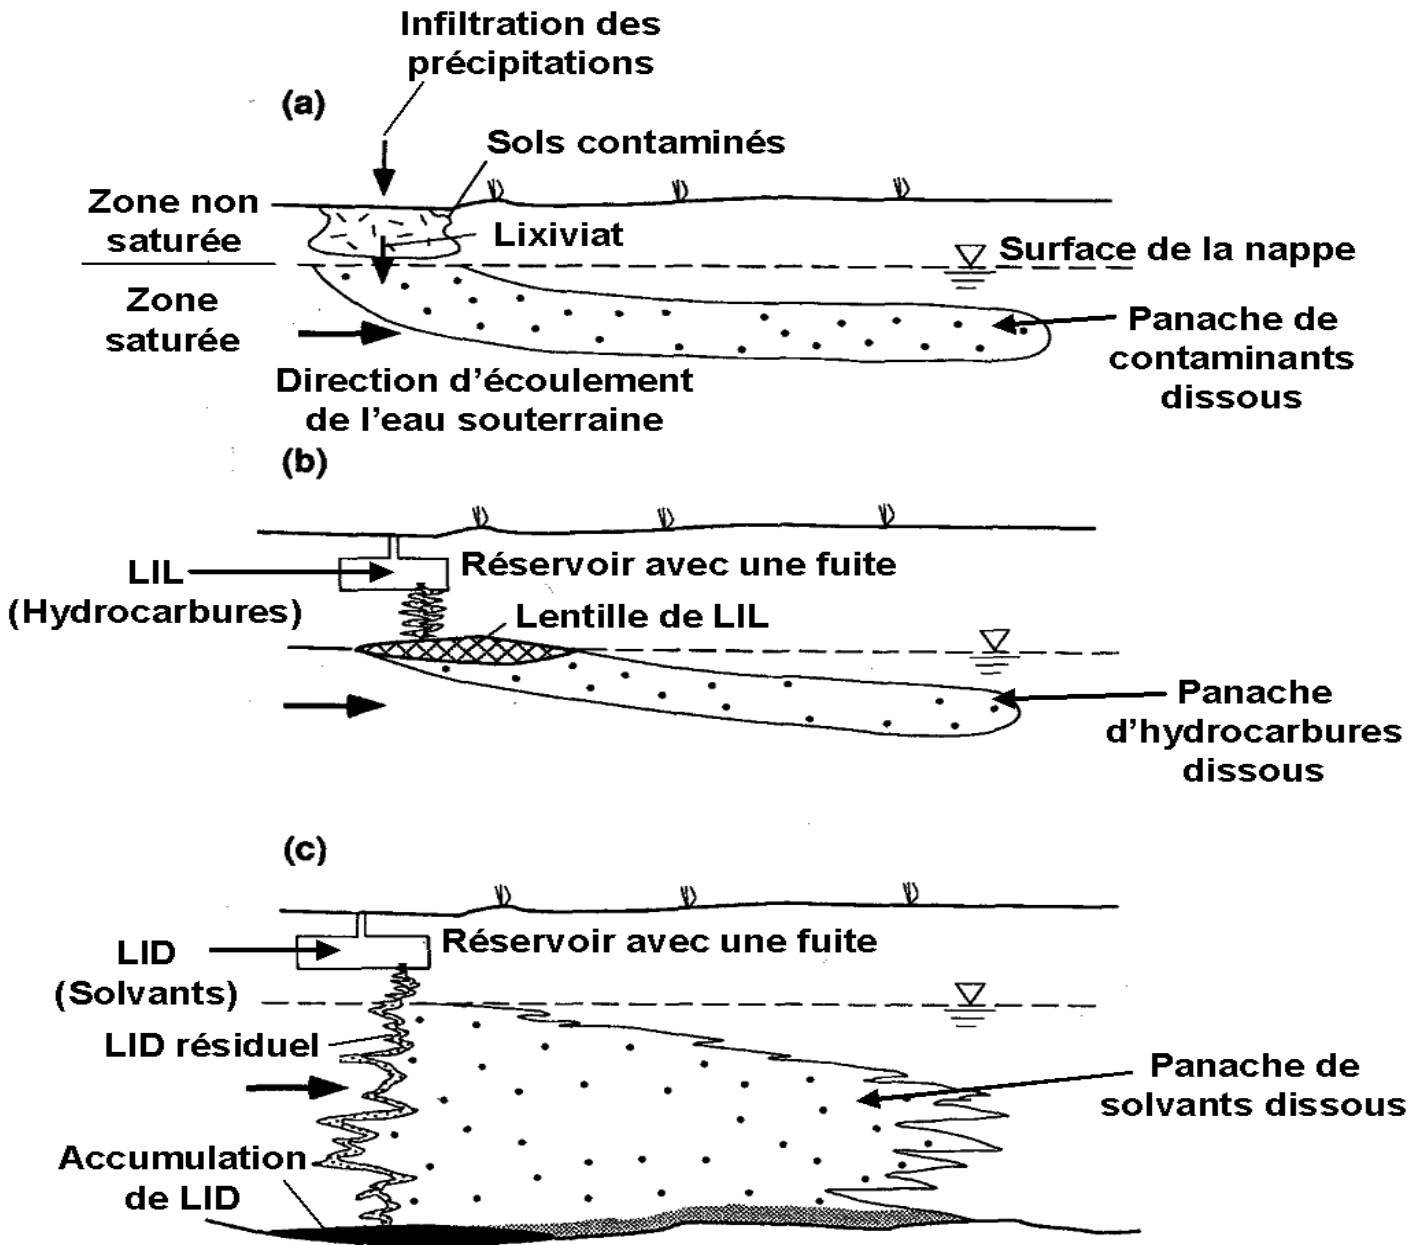 Infiltration des
précipitations
(a)
Sols contaminés
Zone non
saturée
Lixiviat
Surface de la nappe
Zone
saturée
Panache de
contaminants
dissous
Direction d’écoulement
de l’eau souterraine
(b)
LIL
(Hydrocarbures)
Réservoir avec une fuite
Lentille de LIL
Panache
d’hydrocarbures
dissous
(c)
LID
(Solvants)
Réservoir avec une fuite
LID résiduel
Panache de
solvants dissous
Accumulation
de LID